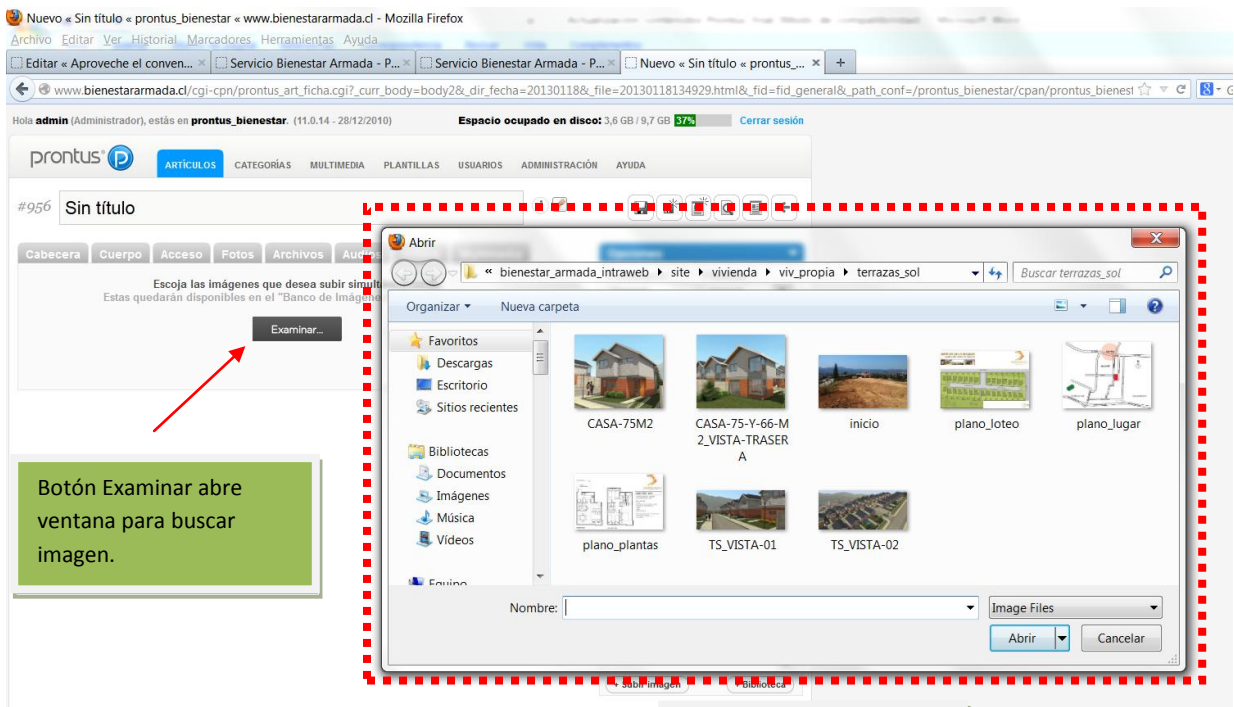 Nuevo « Sin título « prontus_bienestar « www.bienestararmada.cl - Mozilla Firefox
Archivo Editar Ver Historial Marcadores Herramientas Ayuda
Editar « Aproveche el conven... × Servicio Bienestar Armada - P... × Servicio Bienestar Armada - P... × Nuevo « Sin título « prontus_... × +
www.bienestararmada.cl/cgi-cpn/prontus_art_ficha.cgi?_curr_body=body2&_dir_fecha=20130118&_file=20130118134929.html&_fid=fid_general&_path_conf=/prontus_bienestar/cpan/prontus_bienest
Hola admin (Administrador), estás en prontus_bienestar. (11.0.14 - 28/12/2010) Espacio ocupado en disco: 3,6 GB / 9,7 GB 37% Cerrar sesión
prontus ARTÍCULOS CATEGORÍAS MULTIMEDIA PLANTILLAS USUARIOS ADMINISTRACIÓN AYUDA
#956 Sin título
Cabecera Cuerpo Acceso Fotos Archivos
Escoja las imágenes que desea subir
Estas quedarán disponibles en el "Banco de
Examinar...
Botón Examinar abre
ventana para buscar
imagen.
Abrir
« bienestar_armada_intraweb site vivienda viv_propia terrazas_sol Buscar terrazas_sol
Organizar Nueva carpeta
Favoritos
Descargas
Escritorio
Sitios recientes
Bibliotecas
Documentos
Imágenes
Música
Vídeos
Equipo
CASA-75M2
CASA-75-Y-66-M
2_VISTA-TRASER
A
inicio
plano_loteo
plano_lugar
plano_plantas
TS_VISTA-01
TS_VISTA-02
Nombre: Image Files
Abrir Cancelar
+ Subir imagen + Biblioteca